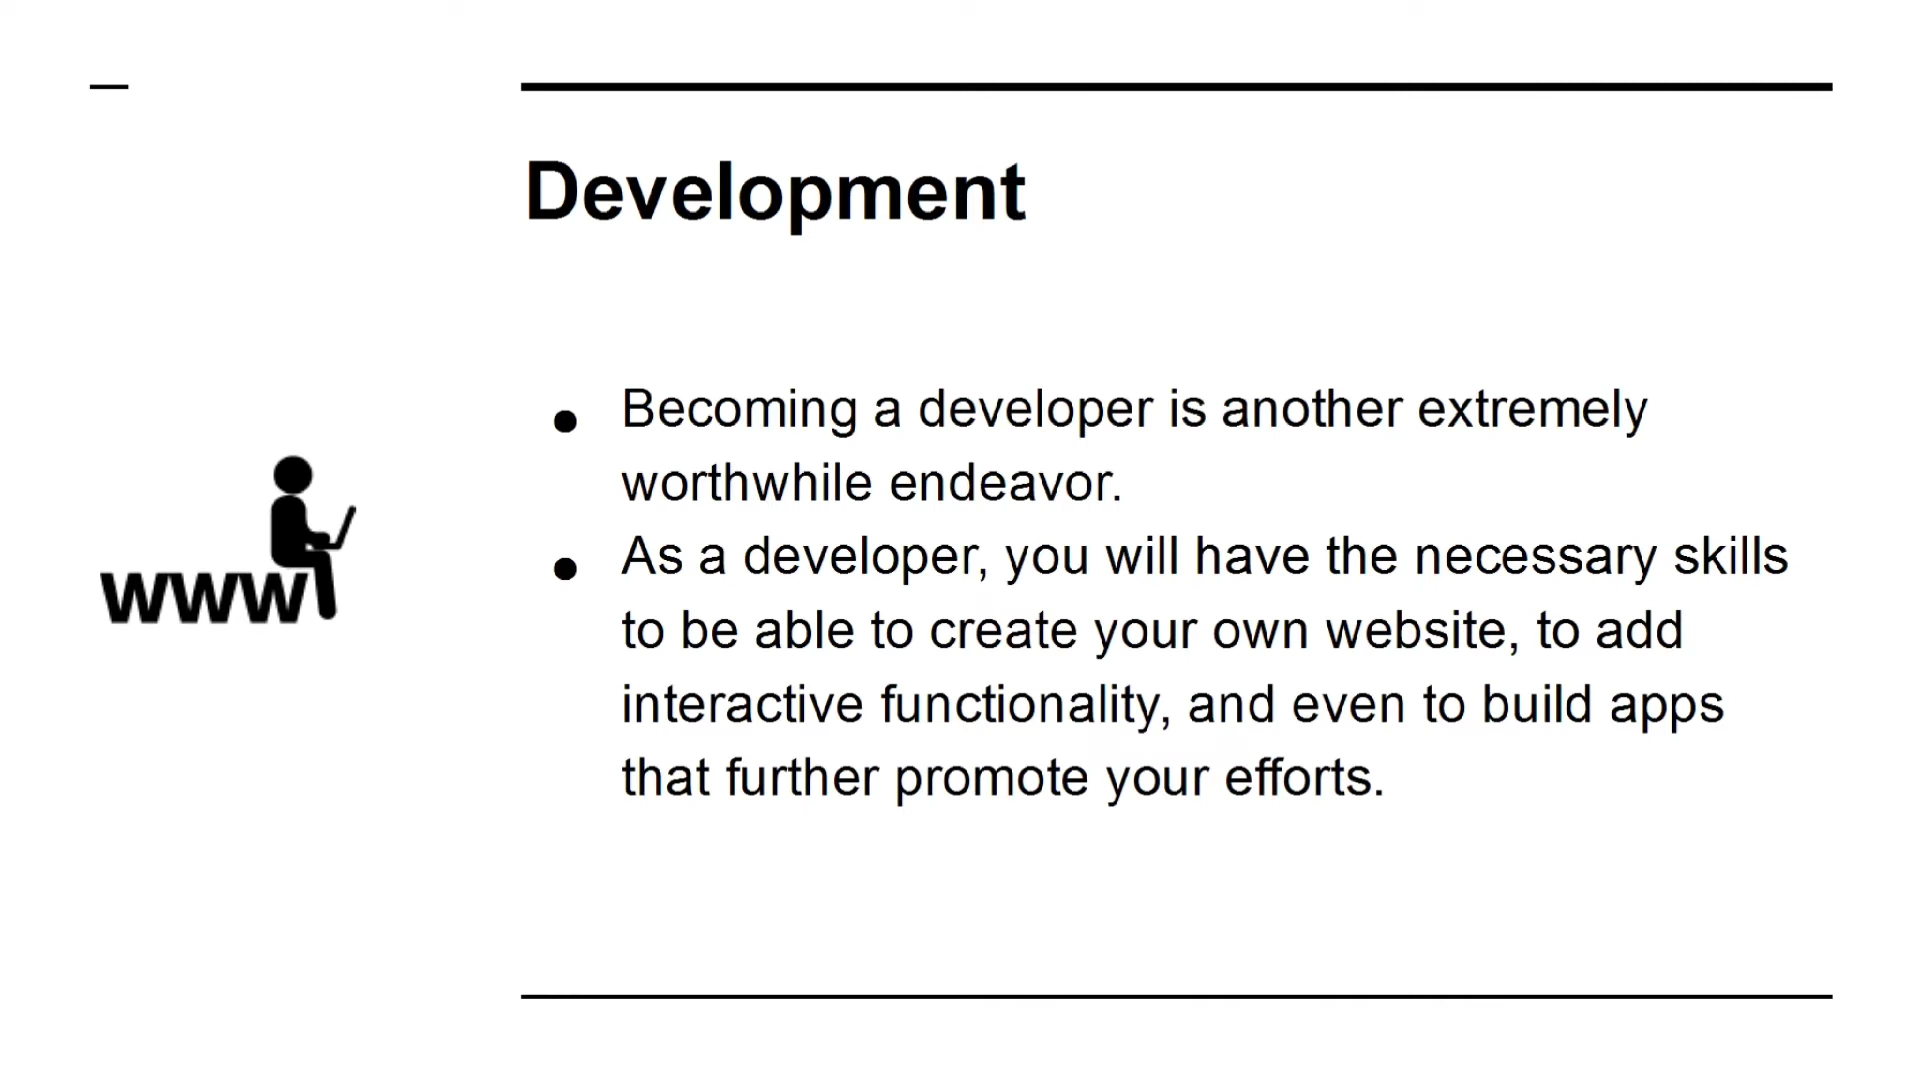 Development
• Becoming a developer is another extremely
worthwhile endeavor.
• As a developer, you will have the necessary skills
to be able to create your own website, to add
interactive functionality, and even to build apps
that further promote your efforts.
www